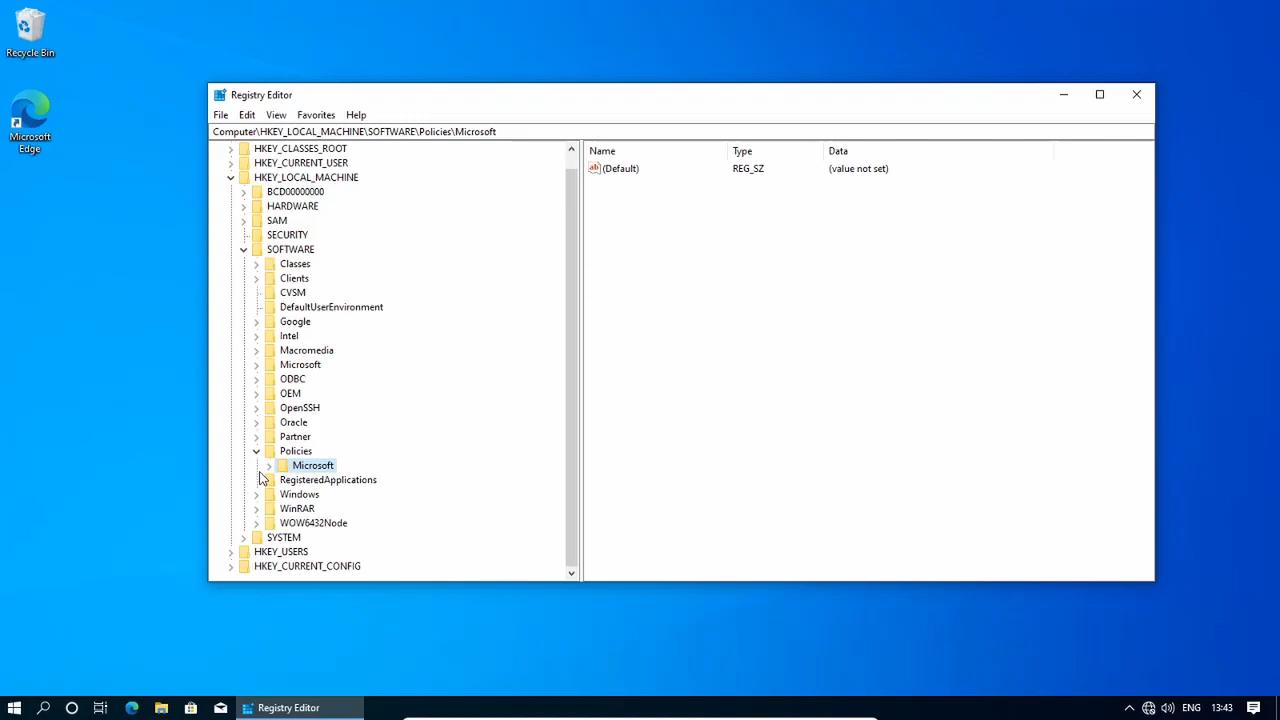 Recycle Bin
Microsoft
Edge
Registry Editor
File Edit View Favorites Help
Computer\HKEY_LOCAL_MACHINE\SOFTWARE\Policies\Microsoft
HKEY_CLASSES_ROOT
HKEY_CURRENT_USER
HKEY_LOCAL_MACHINE
BCD00000000
HARDWARE
SAM
SECURITY
SOFTWARE
Classes
Clients
CVSM
DefaultUserEnvironment
Google
Intel
Macromedia
Microsoft
ODBC
OEM
OpenSSH
Oracle
Partner
Policies
Microsoft
RegisteredApplications
Windows
WinRAR
WOW6432Node
SYSTEM
HKEY_USERS
HKEY_CURRENT_CONFIG
Name Type Data
ab (Default) REG_SZ (value not set)
Registry Editor
ENG 13:43